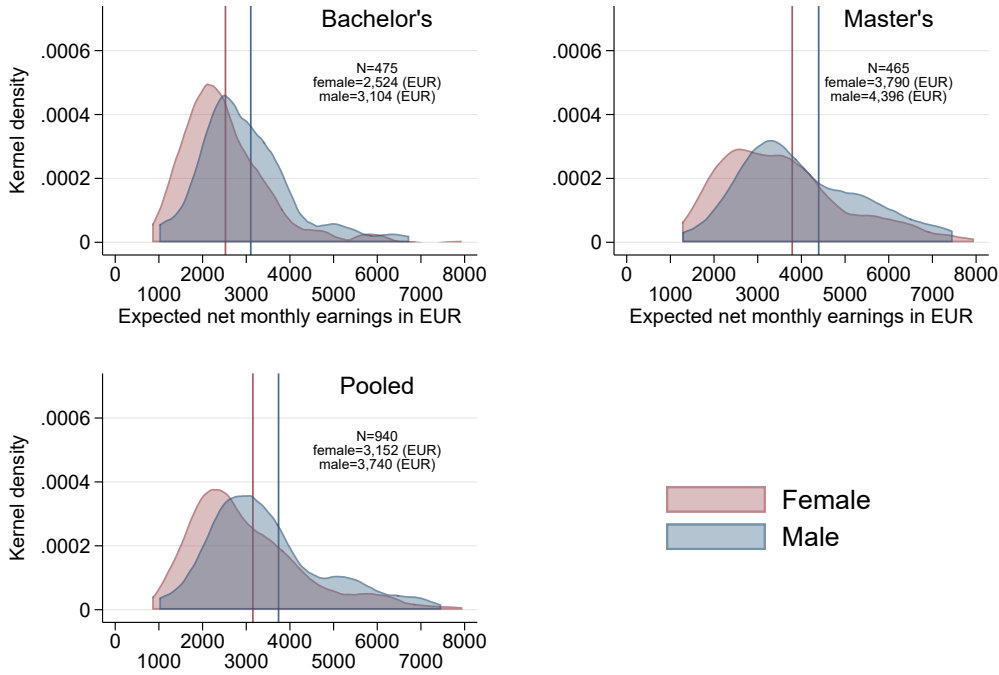 Bachelor's
Kernel density
.0006
.0004
.0002
0
N=475
female=2,524 (EUR)
male=3,104 (EUR)
0 2000 4000 6000 8000
1000 3000 5000 7000
Expected net monthly earnings in EUR
Master's
.0006
.0004
.0002
0
N=465
female=3,790 (EUR)
male=4,396 (EUR)
0 2000 4000 6000 8000
1000 3000 5000 7000
Expected net monthly earnings in EUR
Pooled
Kernel density
.0006
.0004
.0002
0
N=940
female=3,152 (EUR)
male=3,740 (EUR)
0 2000 4000 6000 8000
1000 3000 5000 7000
Female
Male